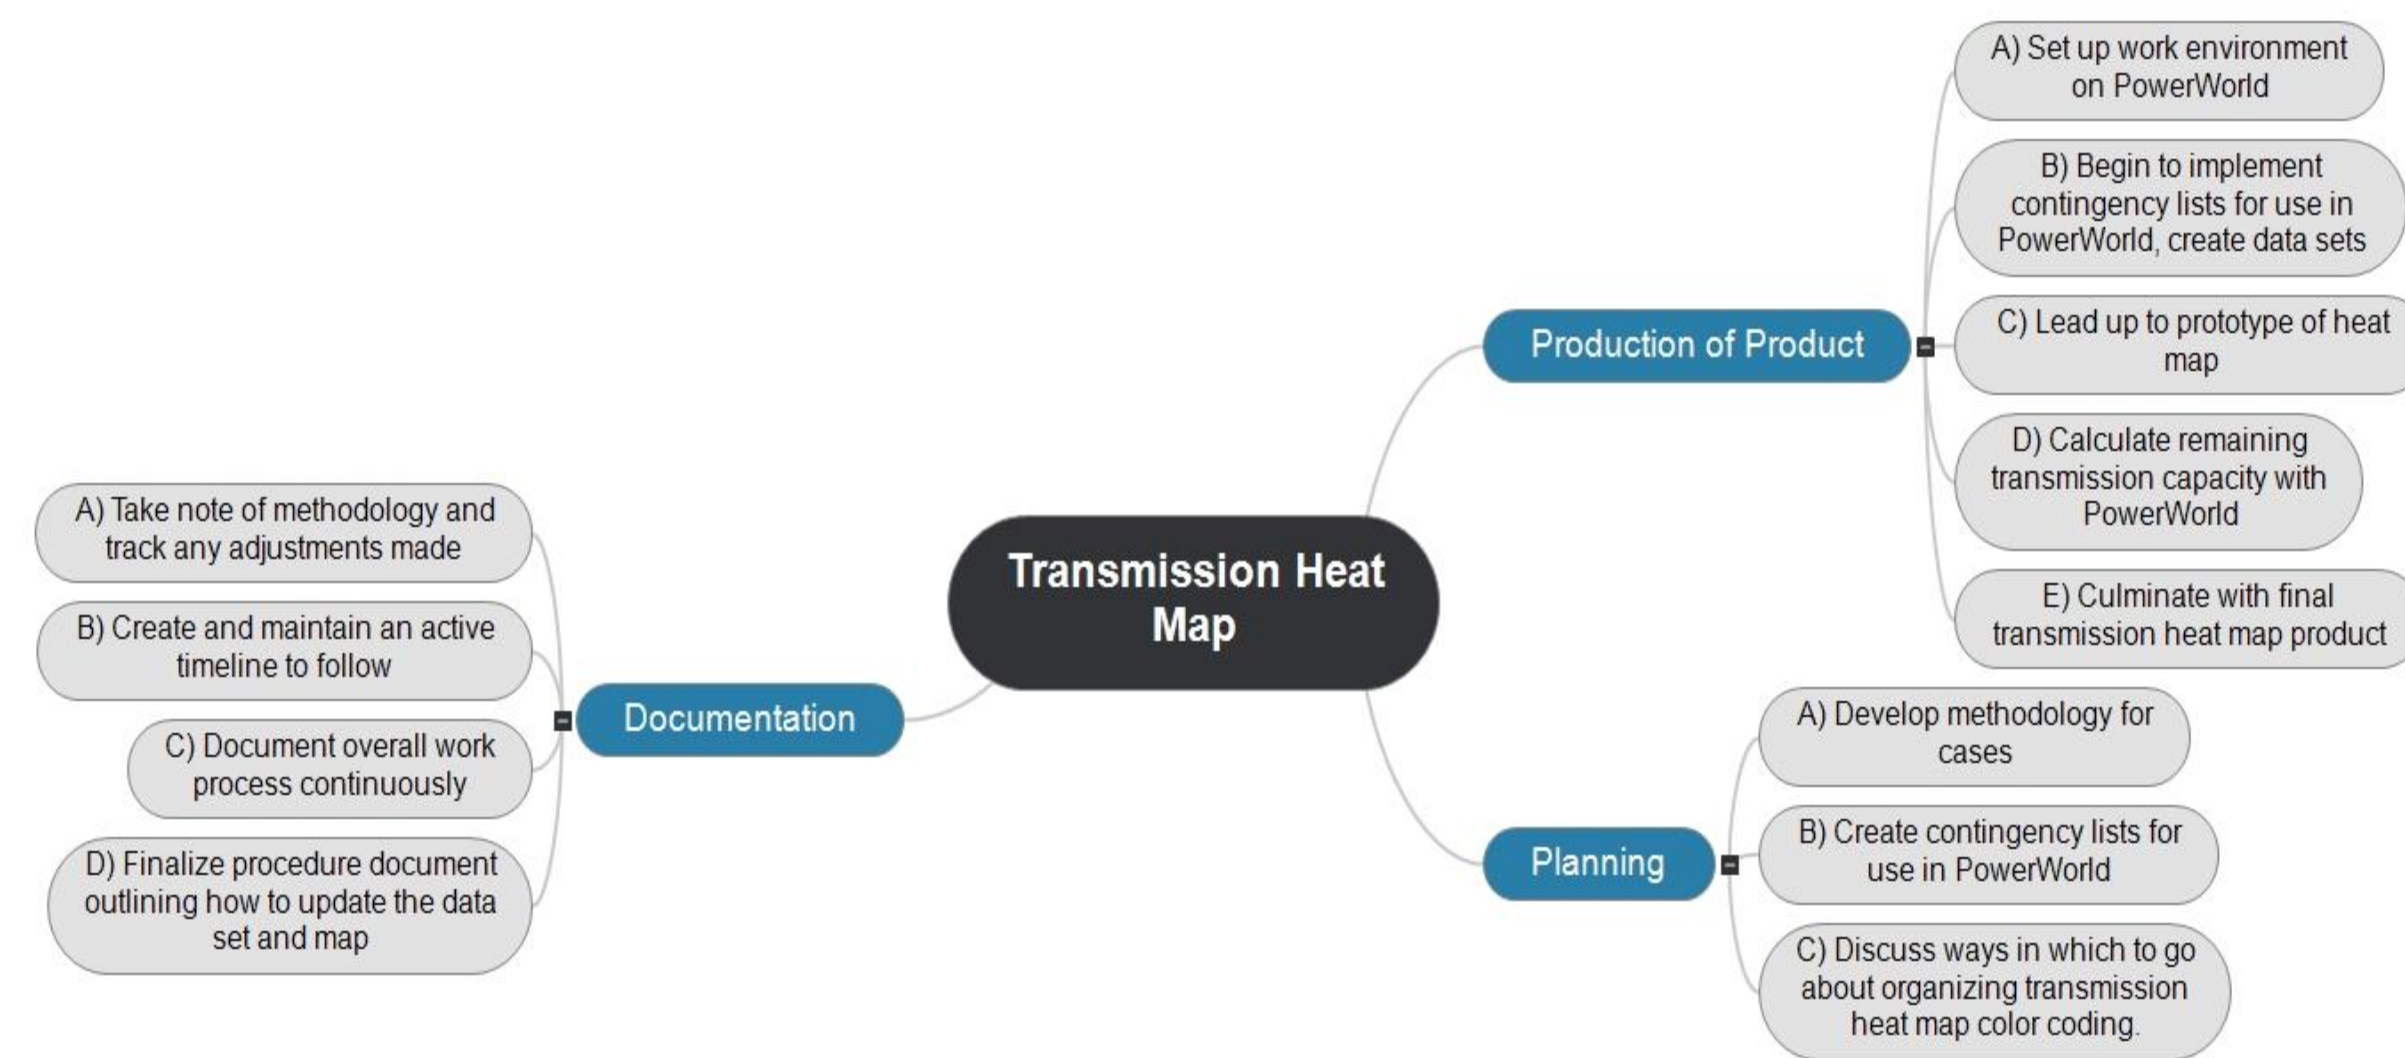 Transmission Heat
Map
Production of Product
A) Set up work environment
on PowerWorld
B) Begin to implement
contingency lists for use in
PowerWorld, create data sets
C) Lead up to prototype of heat
map
D) Calculate remaining
transmission capacity with
PowerWorld
E) Culminate with final
transmission heat map product
Planning
A) Develop methodology for
cases
B) Create contingency lists for
use in PowerWorld
C) Discuss ways in which to go
about organizing transmission
heat map color coding.
Documentation
A) Take note of methodology and
track any adjustments made
B) Create and maintain an active
timeline to follow
C) Document overall work
process continuously
D) Finalize procedure document
outlining how to update the data
set and map